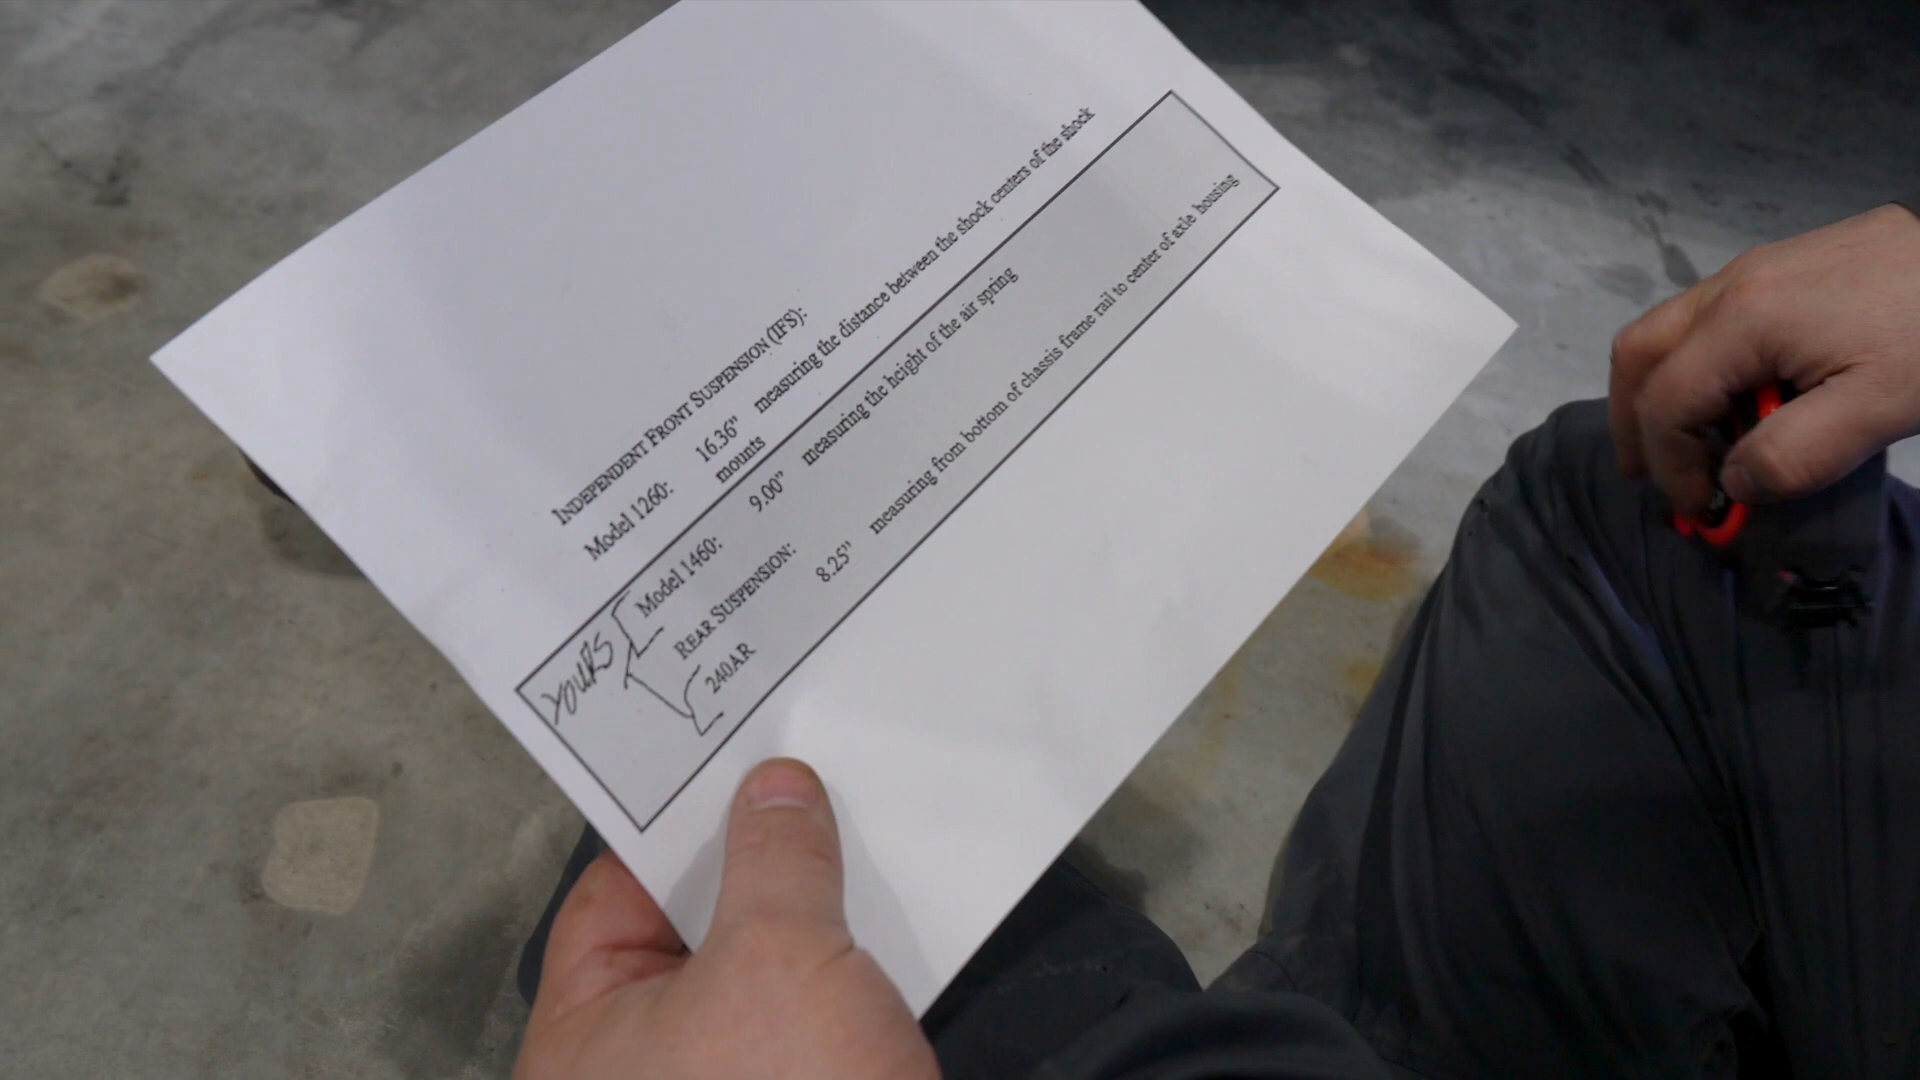 INDEPENDENT FRONT SUSPENSION (IFS):
Model 1260: 16.36" measuring the distance between the shock centers of the shock
mounts
YOURS
Model 1460: 9.00" measuring the height of the air spring
REAR SUSPENSION:
240AR 8.25" measuring from bottom of chassis frame rail to center of axle housing